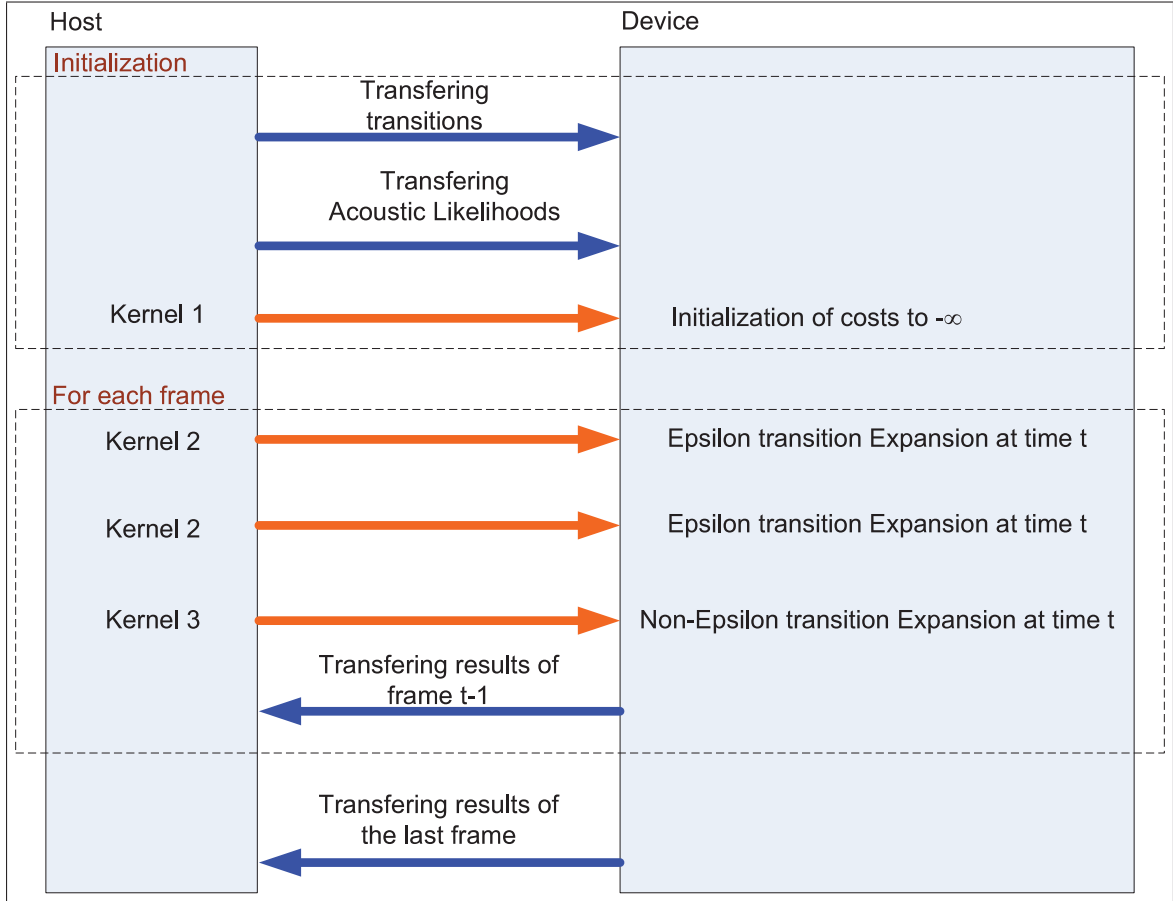 Host
Device
Initialization
Transfering
transitions
Transfering
Acoustic Likelihoods
Kernel 1
Initialization of costs to -∞
For each frame
Kernel 2
Epsilon transition Expansion at time t
Kernel 2
Epsilon transition Expansion at time t
Kernel 3
Non-Epsilon transition Expansion at time t
Transfering results of
frame t-1
Transfering results of
the last frame